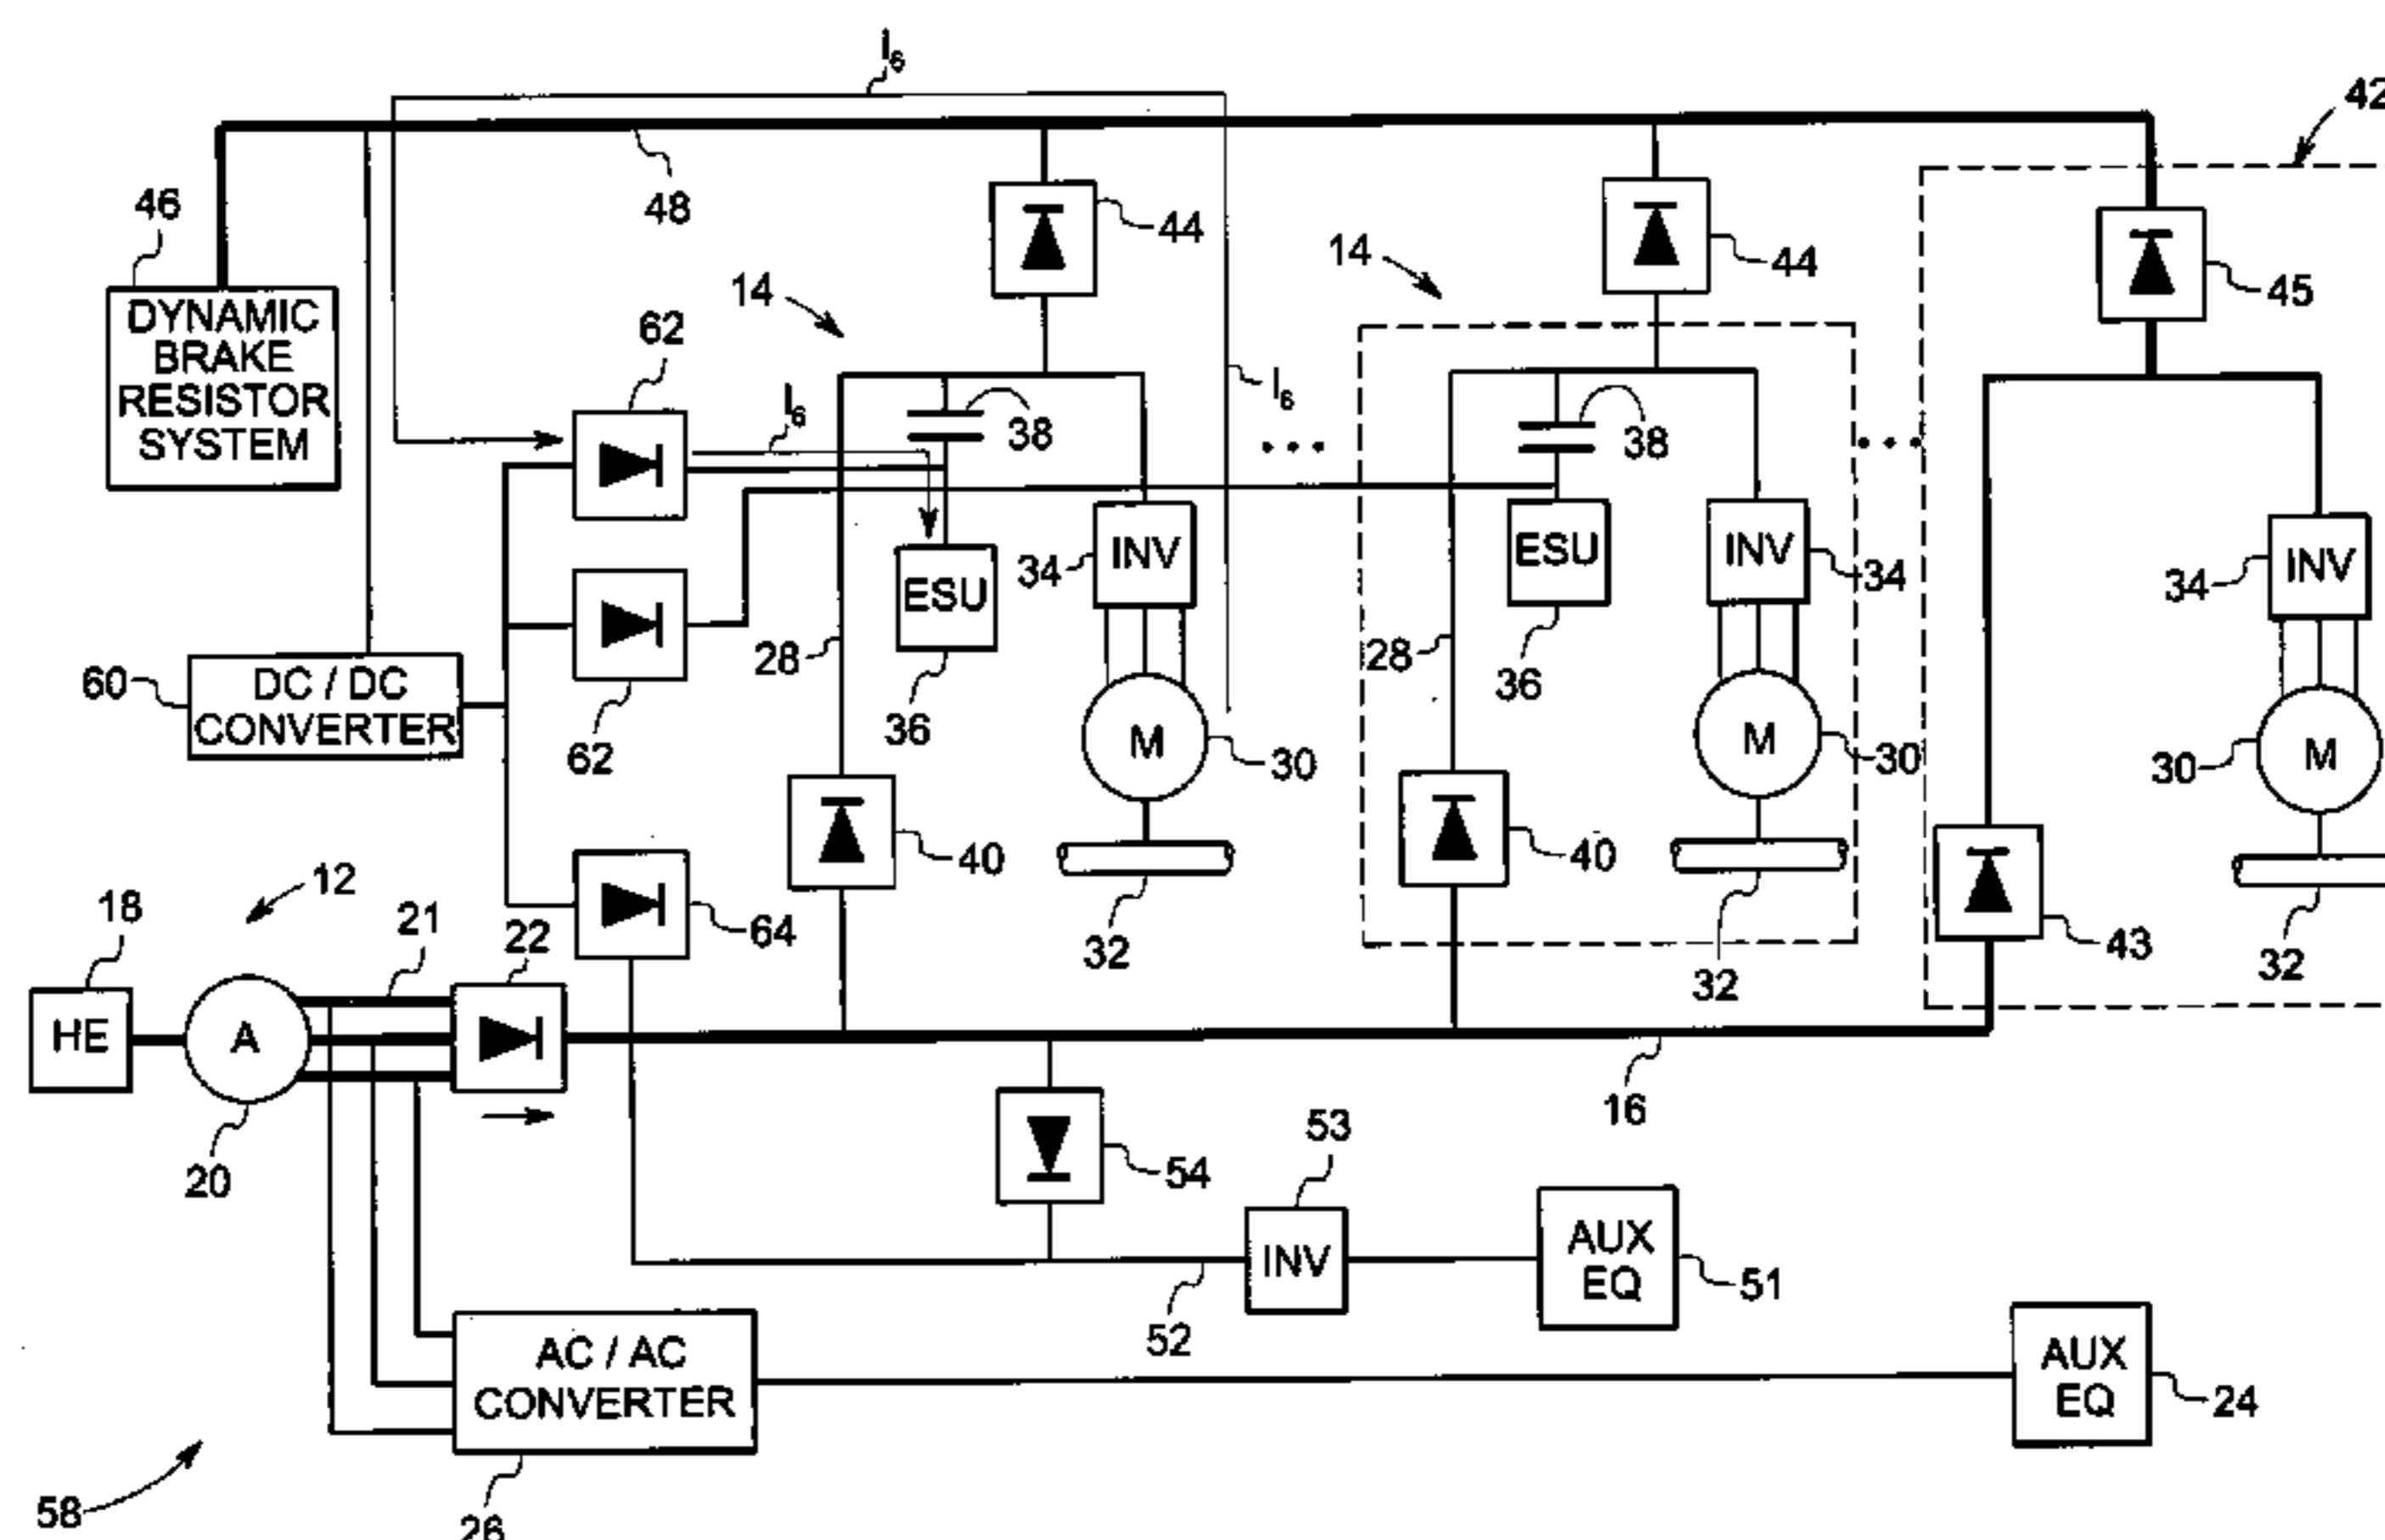 I6
42
46
48
44
14
44
45
DYNAMIC
BRAKE
RESISTOR
SYSTEM
62
14
I6
I6
38
38
60
DC / DC
CONVERTER
62
28
ESU
36
34
INV
M
30
28
ESU
36
INV
34
M
30
34
INV
30
M
40
32
40
32
43
32
12
18
21
22
64
HE
A
20
16
54
53
INV
52
AUX
EQ
51
AC / AC
CONVERTER
26
AUX
EQ
24
58